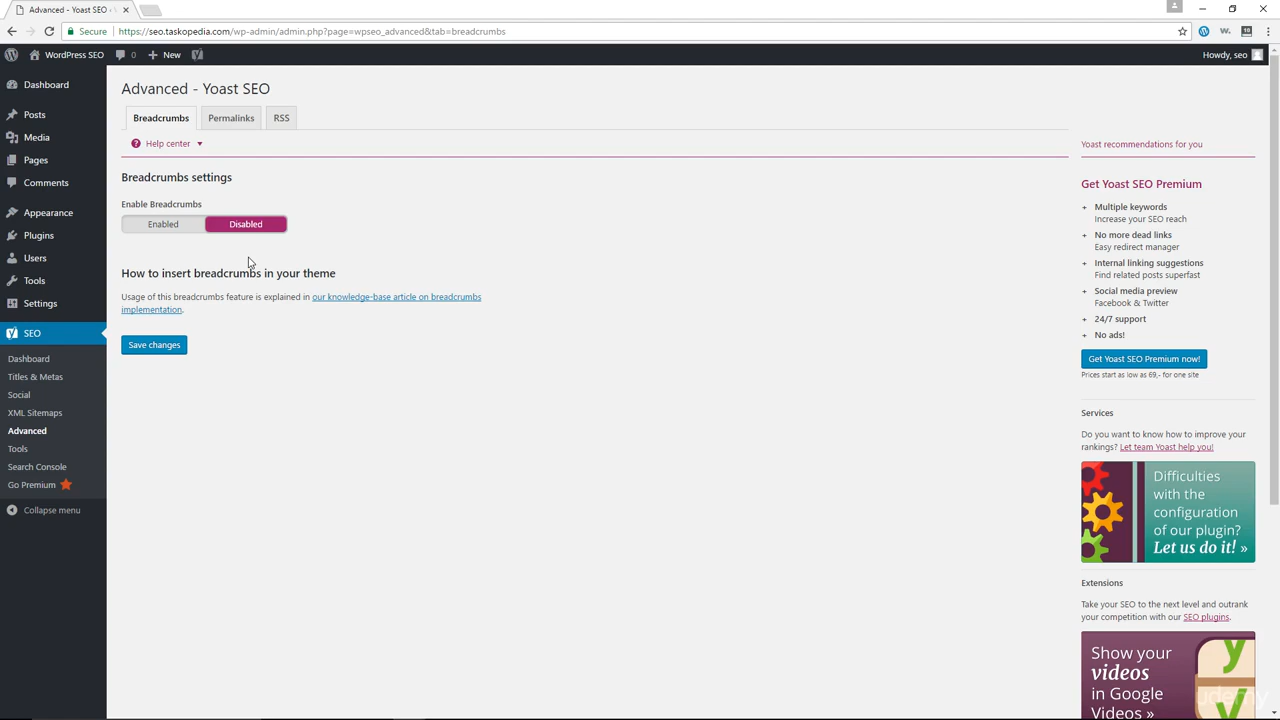 Advanced - Yoast SEO - 
Secure https://seo.taskopedia.com/wp-admin/admin.php?page=wpseo_advanced&tab=breadcrumbs
10
WordPress SEO 0 New Howdy, seo
Dashboard
Posts
Media
Pages
Comments
Appearance
Plugins
Users
Tools
Settings
SEO
Dashboard
Titles & Metas
Social
XML Sitemaps
Advanced
Tools
Search Console
Go Premium
Collapse menu
Advanced - Yoast SEO
Breadcrumbs Permalinks RSS
Help center
Breadcrumbs settings
Enable Breadcrumbs
Enabled Disabled
How to insert breadcrumbs in your theme
Usage of this breadcrumbs feature is explained in our knowledge-base article on breadcrumbs
implementation.
Save changes
Yoast recommendations for you
Get Yoast SEO Premium
+ Multiple keywords
Increase your SEO reach
+ No more dead links
Easy redirect manager
+ Internal linking suggestions
Find related posts superfast
+ Social media preview
Facebook & Twitter
+ 24/7 support
+ No ads!
Get Yoast SEO Premium now!
Prices start as low as 69,- for one site
Services
Do you want to know how to improve your
rankings? Let team Yoast help you!
Difficulties
with the
configuration
of our plugin?
Let us do it! »
Extensions
Take your SEO to the next level and outrank
your competition with our SEO plugins.
Show your
videos
in Google
Videos »
udemy